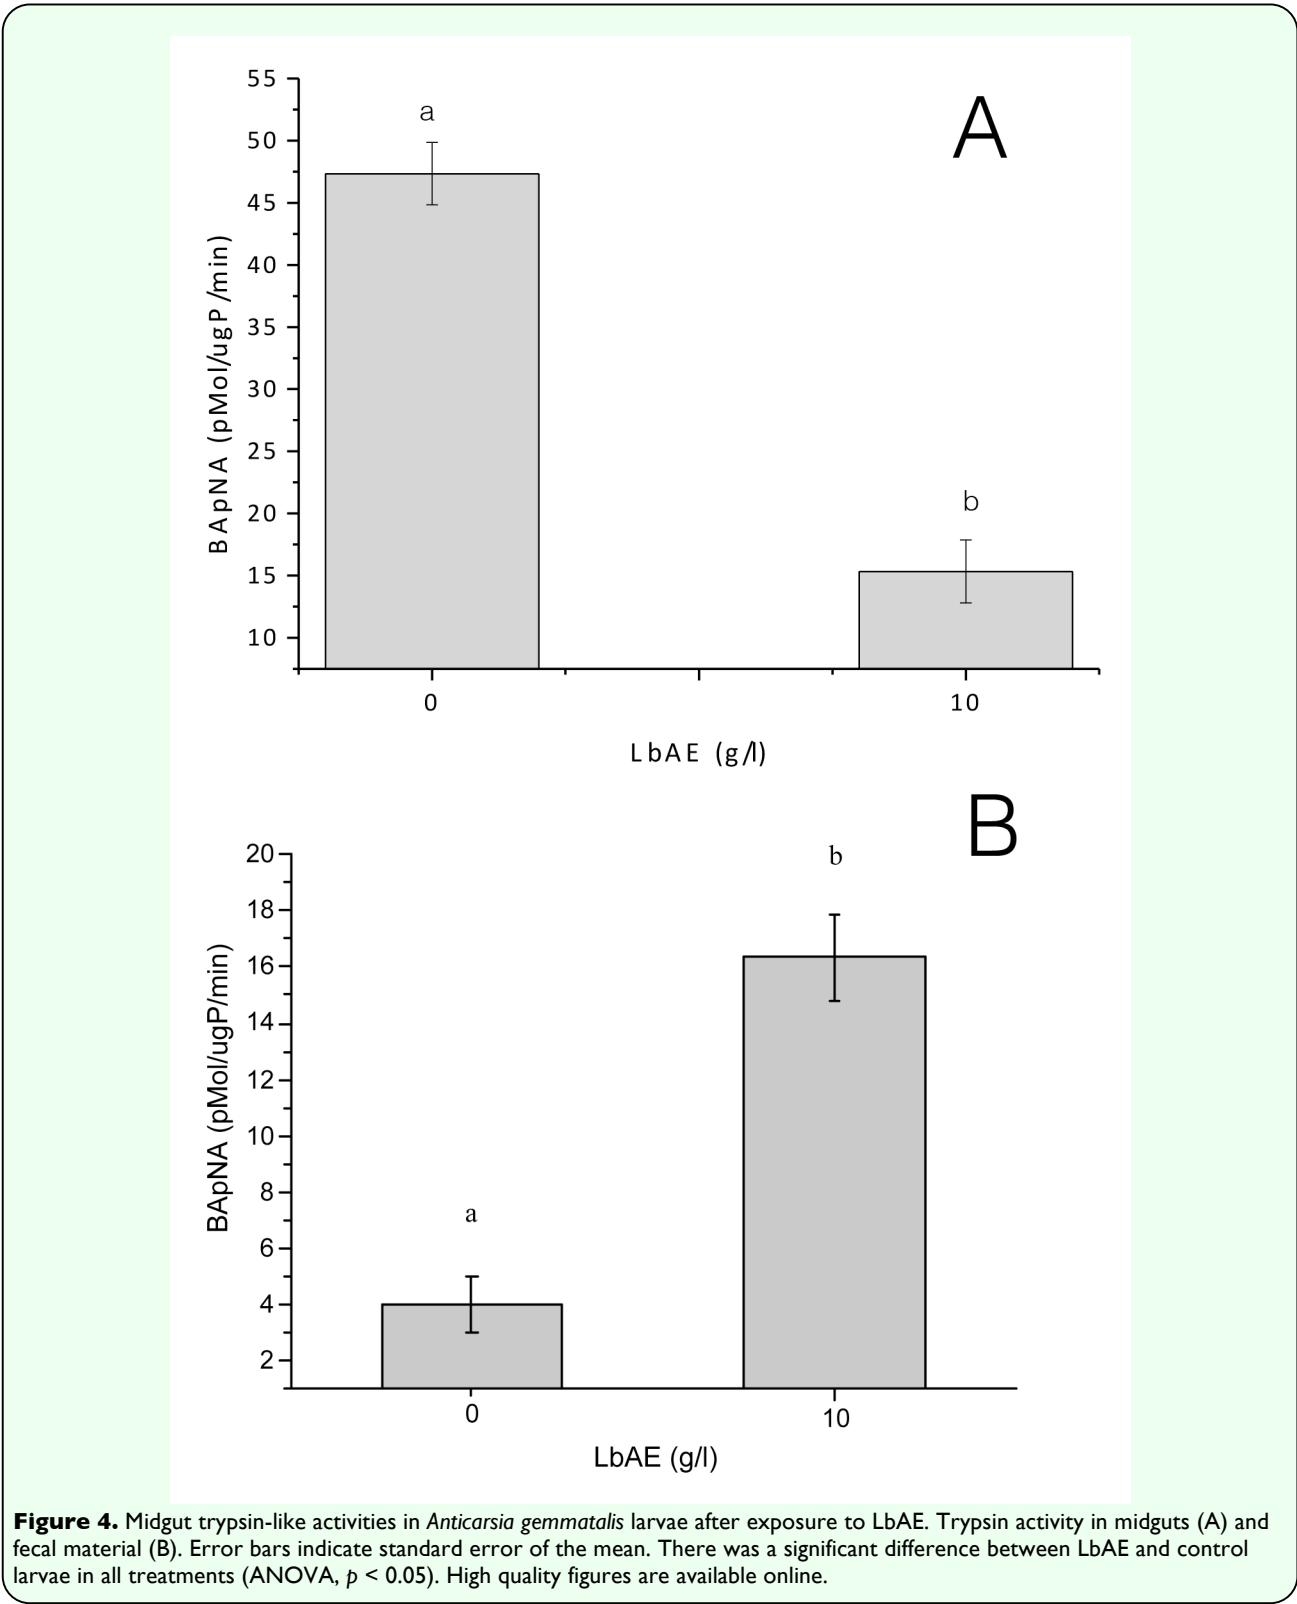 A
55
50
45
40
35
30
25
20
15
10
BApNA (pMol/ugP/min)
a
b
0
10
LbAE (g/l)
B
20
18
16
14
12
10
8
6
4
2
BApNA (pMol/ugP/min)
a
b
0
10
LbAE (g/l)
Figure 4. Midgut trypsin-like activities in Anticarsia gemmatalis larvae after exposure to LbAE. Trypsin activity in midguts (A) and
fecal material (B). Error bars indicate standard error of the mean. There was a significant difference between LbAE and control
larvae in all treatments (ANOVA, p < 0.05). High quality figures are available online.